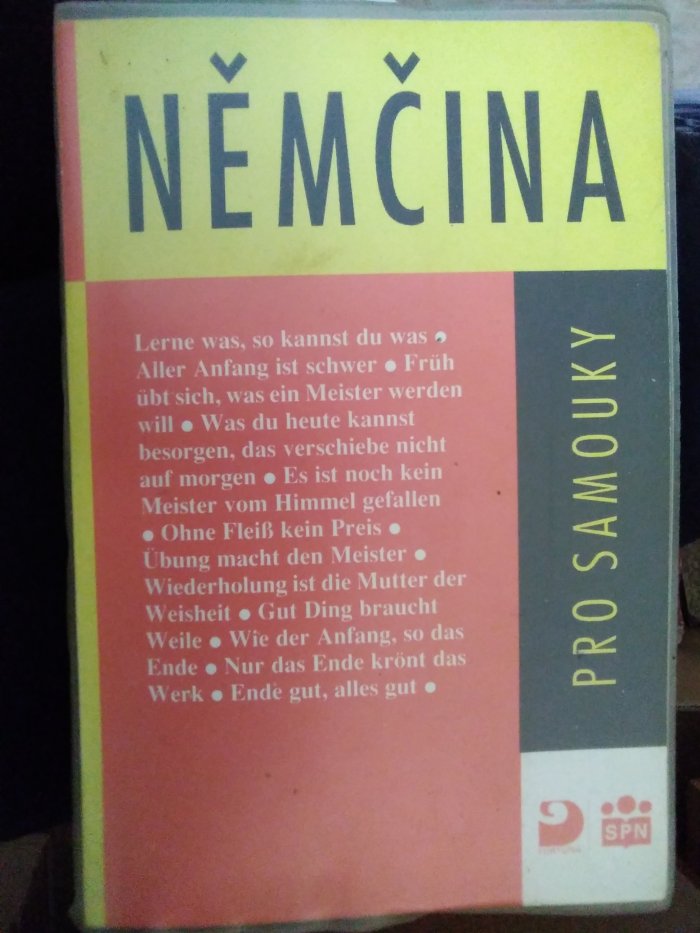 NĚMČINA
Lerne was, so kannst du was •
Aller Anfang ist schwer • Früh
übt sich, was ein Meister werden
will • Was du heute kannst
besorgen, das verschiebe nicht
auf morgen • Es ist noch kein
Meister vom Himmel gefallen
• Ohne Fleiß kein Preis •
Übung macht den Meister •
Wiederholung ist die Mutter der
Weisheit • Gut Ding braucht
Weile • Wie der Anfang, so das
Ende • Nur das Ende krönt das
Werk • Ende gut, alles gut •
PRO SAMOUKY
FORTUNA
SPN